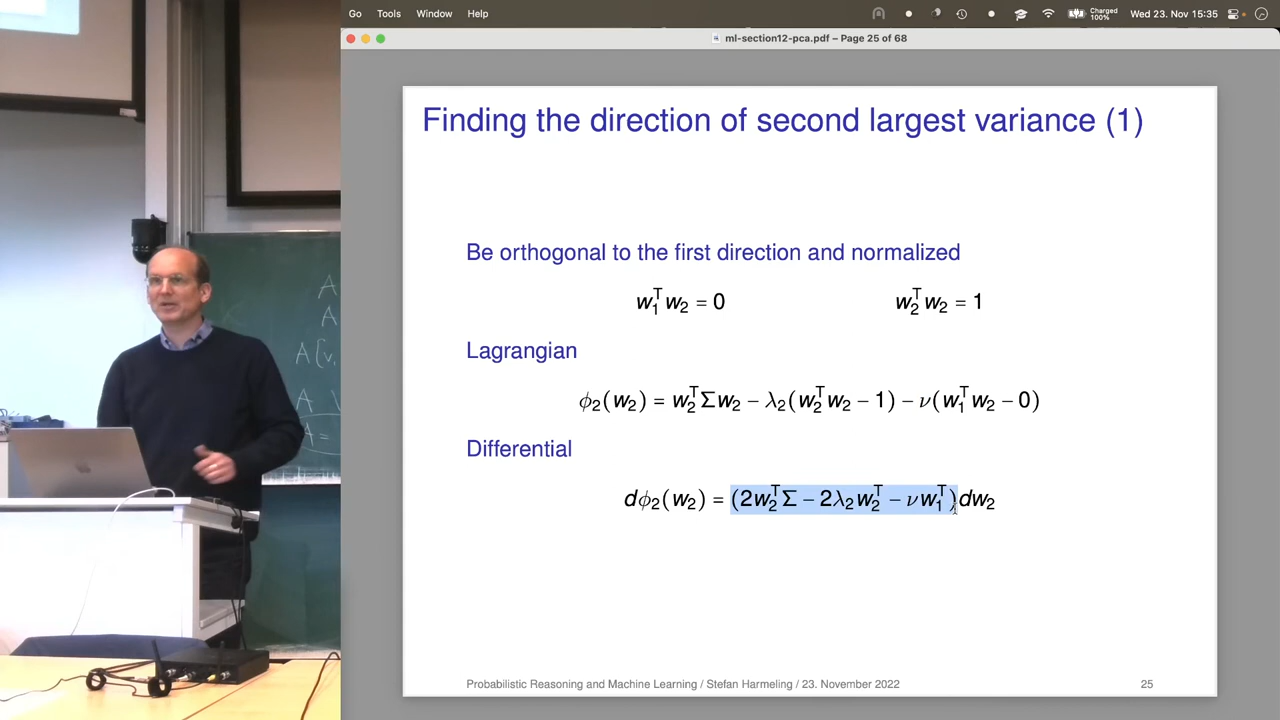 Go Tools Window Help Charged 100% Wed 23. Nov 15:35
ml-section12-pca.pdf – Page 25 of 68
Finding the direction of second largest variance (1)
Be orthogonal to the first direction and normalized
w₁ᵀw₂ = 0 w₂ᵀw₂ = 1
Lagrangian
ϕ₂(w₂) = w₂ᵀΣw₂ − λ₂(w₂ᵀw₂ − 1) − ν(w₁ᵀw₂ − 0)
Differential
dϕ₂(w₂) = (2w₂ᵀΣ − 2λ₂w₂ᵀ − νw₁ᵀ)dw₂
Probabilistic Reasoning and Machine Learning / Stefan Harmeling / 23. November 2022 25
A
A
A
A =